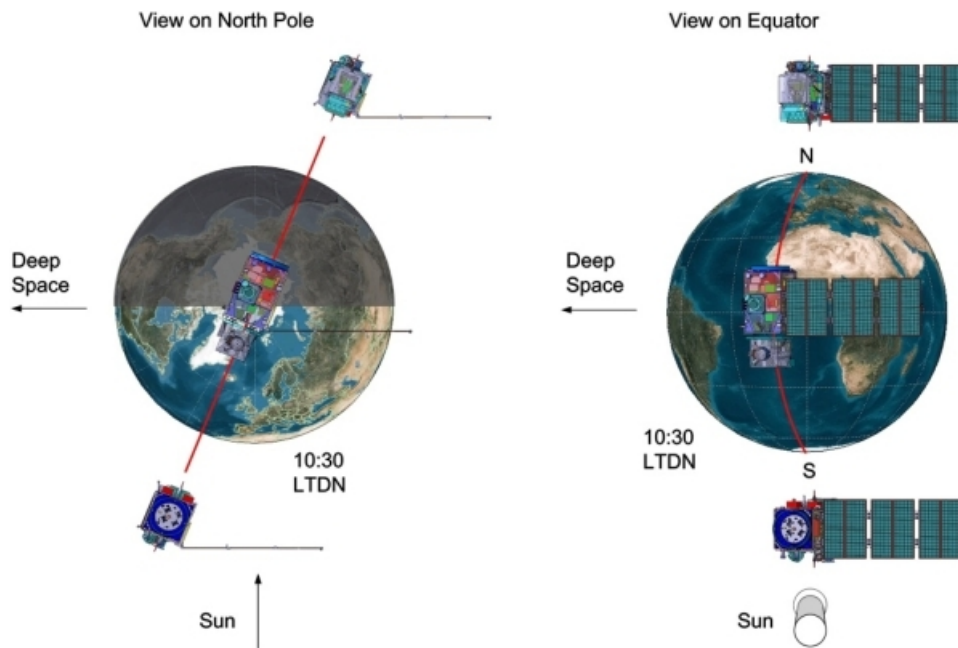 View on North Pole
View on Equator
N
Deep
Space
Deep
Space
10:30
LTDN
10:30
LTDN
S
Sun
Sun